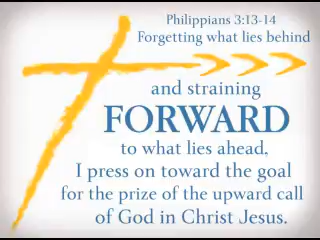 Philippians 3:13-14
Forgetting what lies behind
and straining
FORWARD
to what lies ahead,
I press on toward the goal
for the prize of the upward call
of God in Christ Jesus.